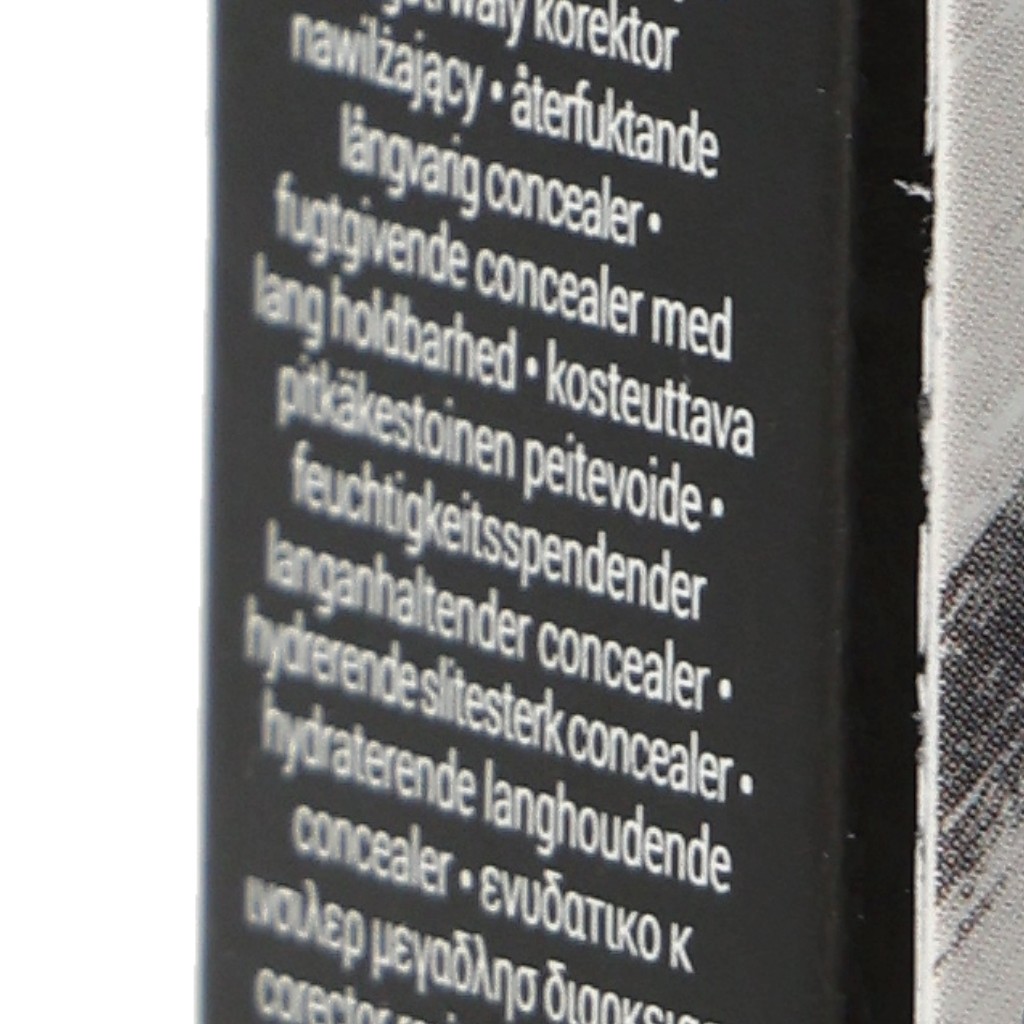 korektor
nawilżający • återfuktande
långvarig concealer •
fugtgivende concealer med
lang holdbarhed • kosteuttava
pitkäkestoinen peitevoide •
feuchtigkeitsspendender
langanhaltender concealer •
hydrerende slitesterk concealer •
hydraterende langhoudende
concealer • ενυδατικο κ